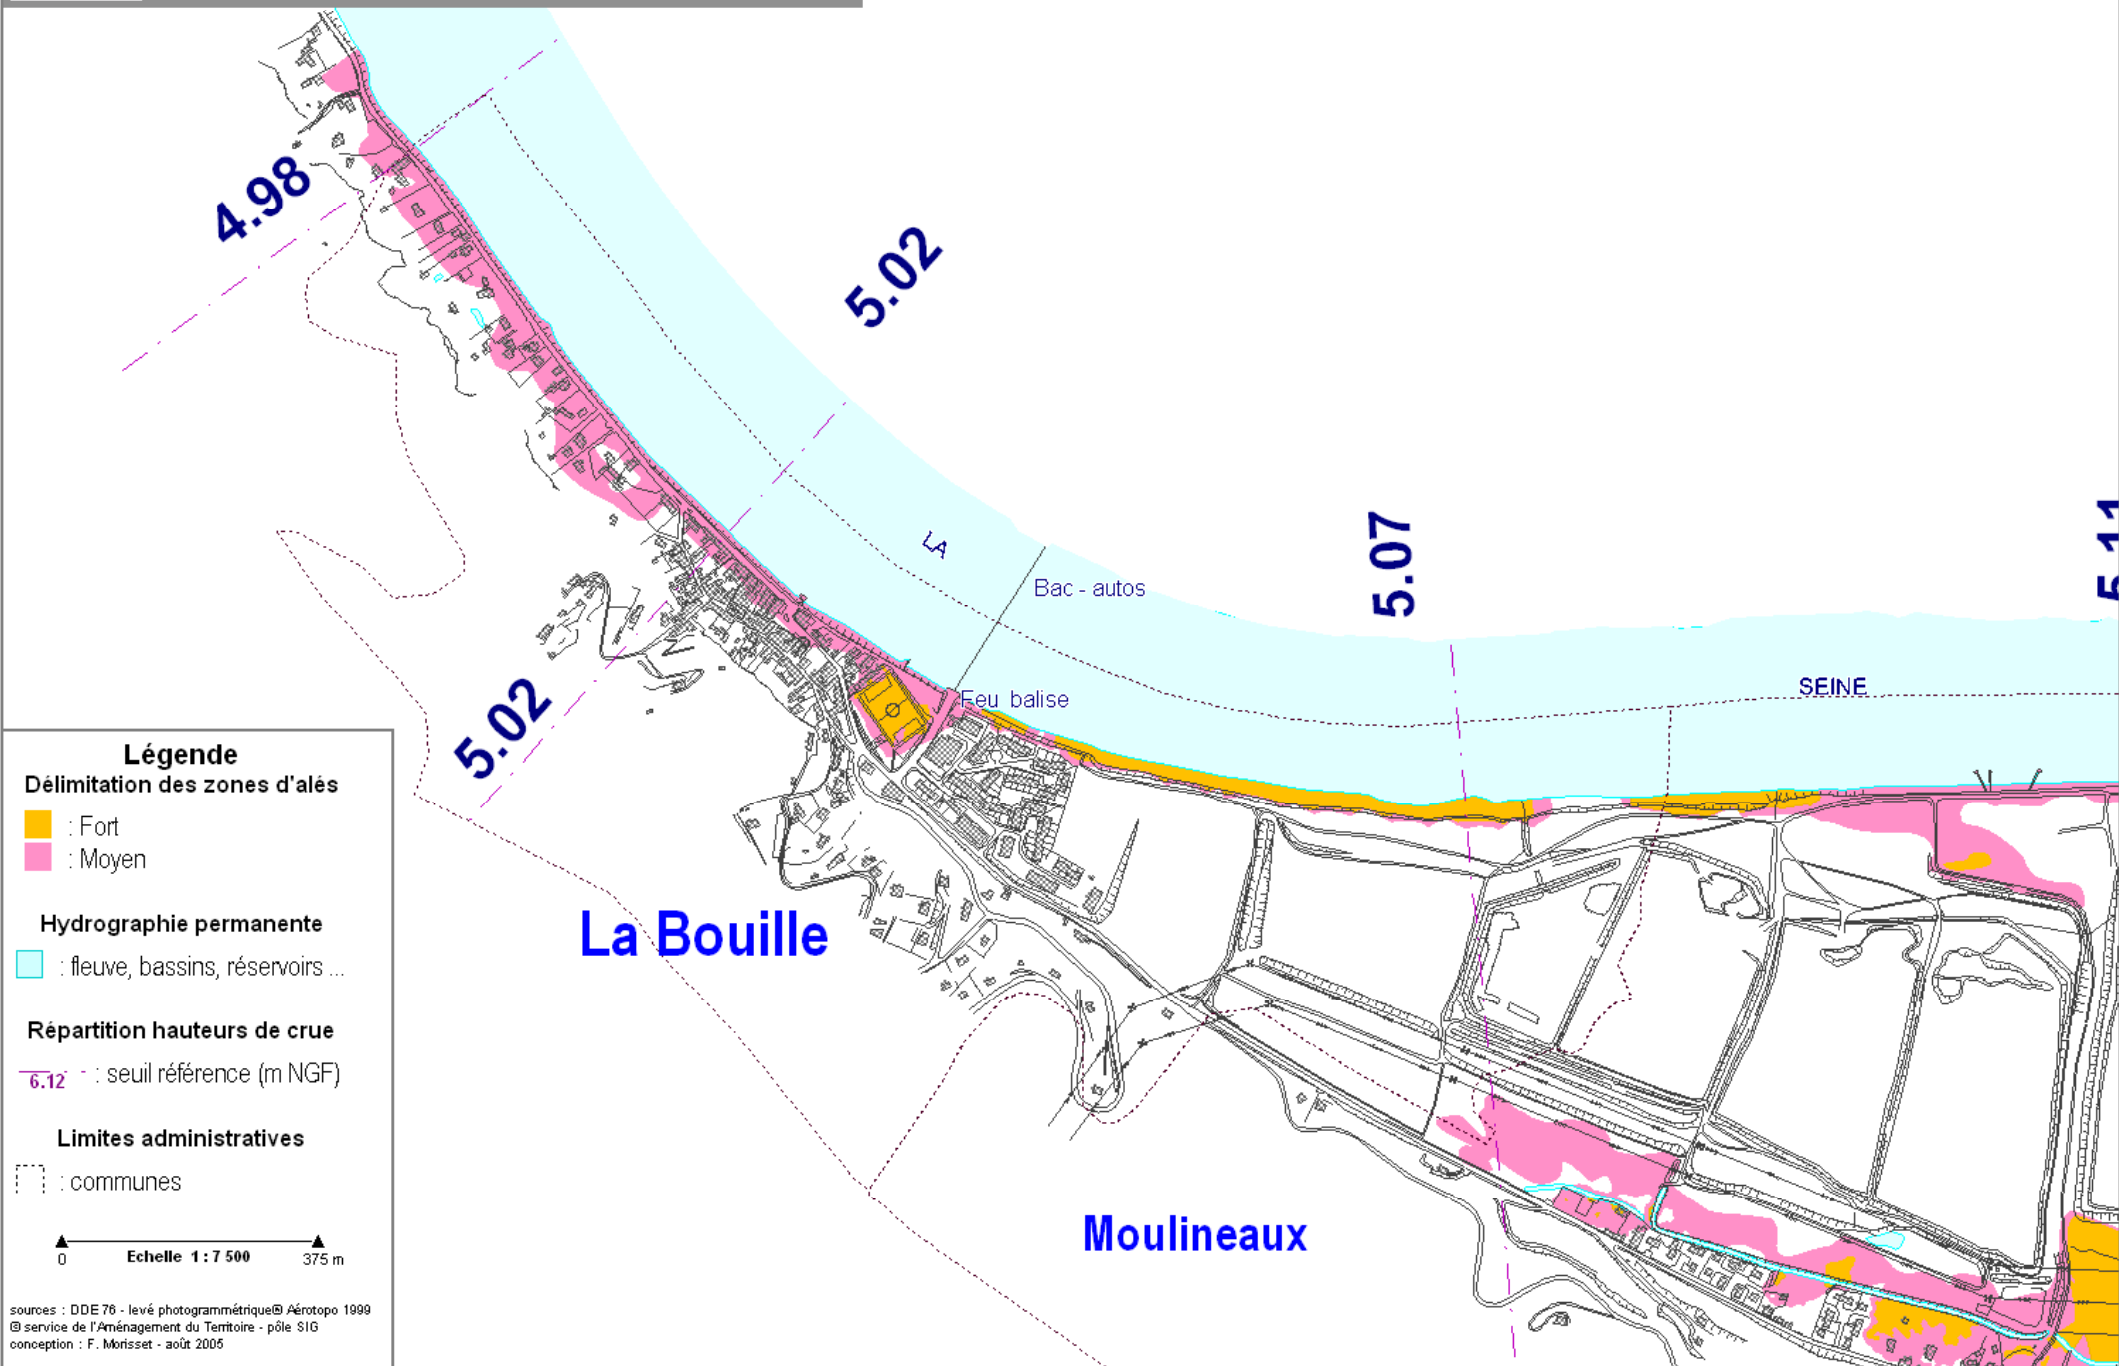 4.98
5.02
5.07
5.11
LA
Bac - autos
SEINE
Feu balise
5.02
La Bouille
Moulineaux
Légende
Délimitation des zones d'alés
: Fort
: Moyen
Hydrographie permanente
: fleuve, bassins, réservoirs ...
Répartition hauteurs de crue
6.12 : seuil référence (m NGF)
Limites administratives
: communes
0 Echelle 1 : 7 500 375 m
sources : DDE 76 - levé photogrammétrique® Aérotopo 1999
© service de l'Aménagement du Territoire - pôle SIG
conception : F. Morisset - août 2005